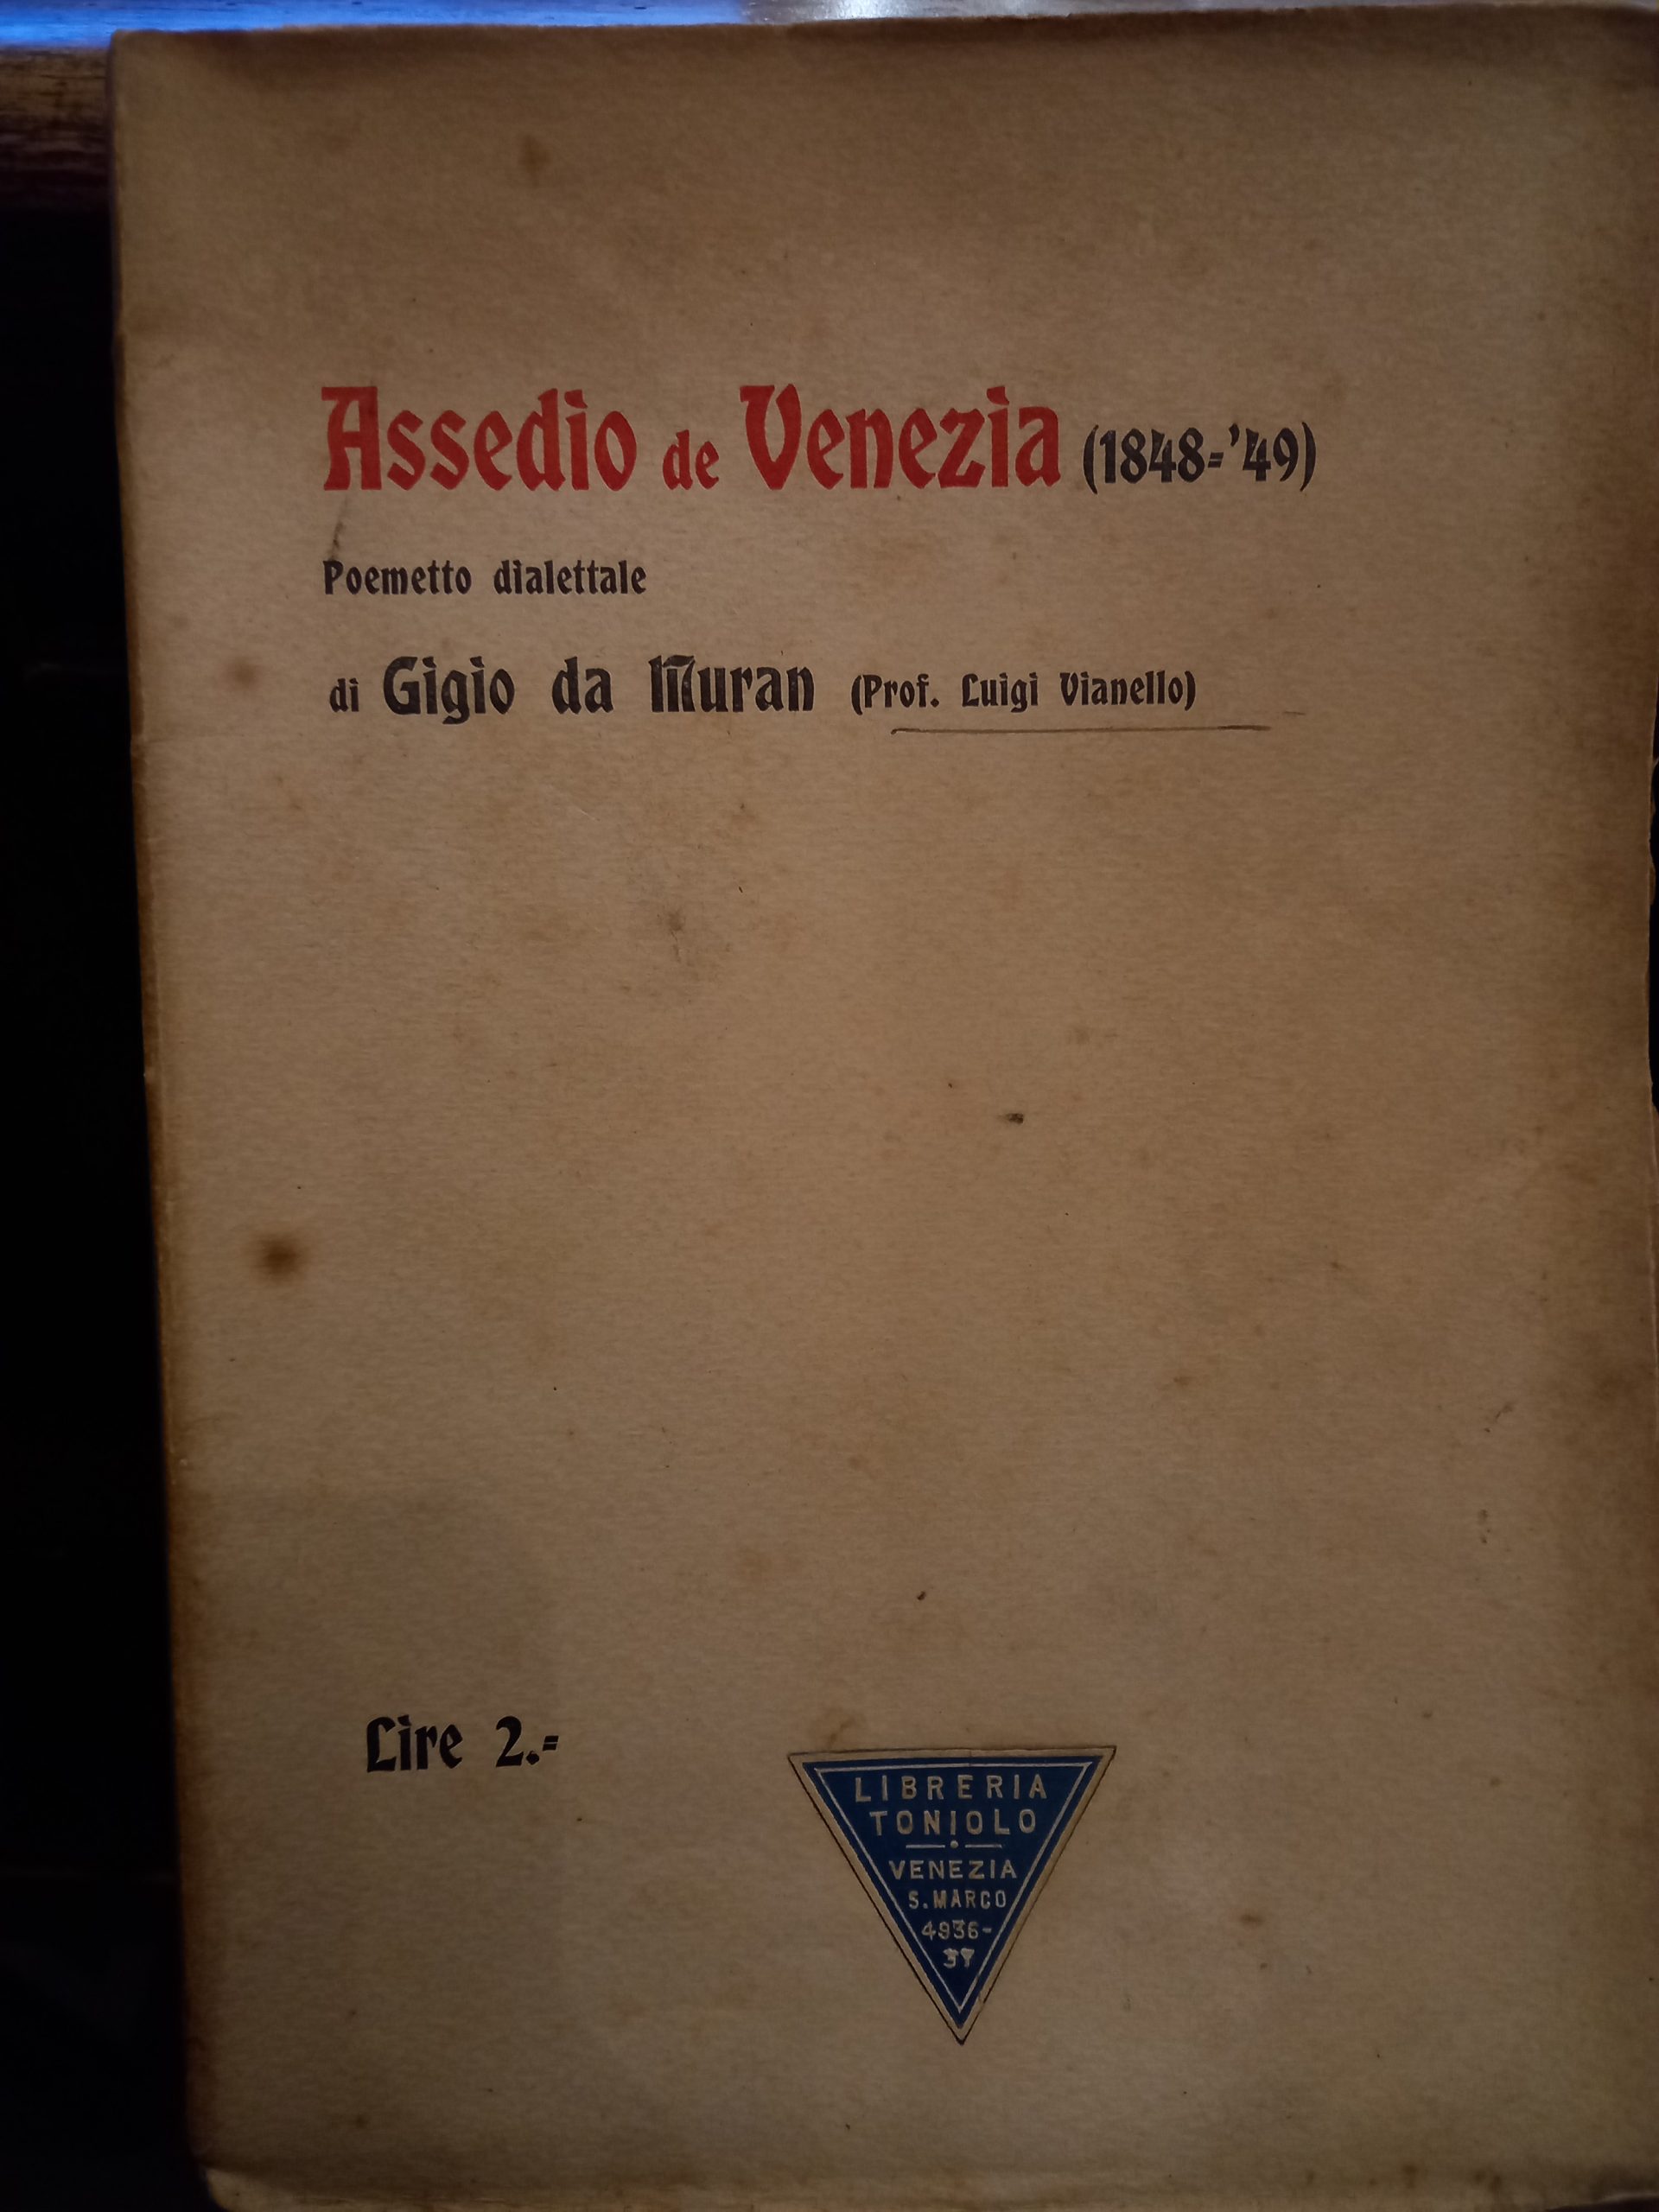 Assedio de Venezia (1848-'49)
Poemetto dialettale
di Gigio da Muran (Prof. Luigi Vianello)
Lire 2.=
LIBRERIA
TONIOLO
VENEZIA
S. MARCO
4936-
37